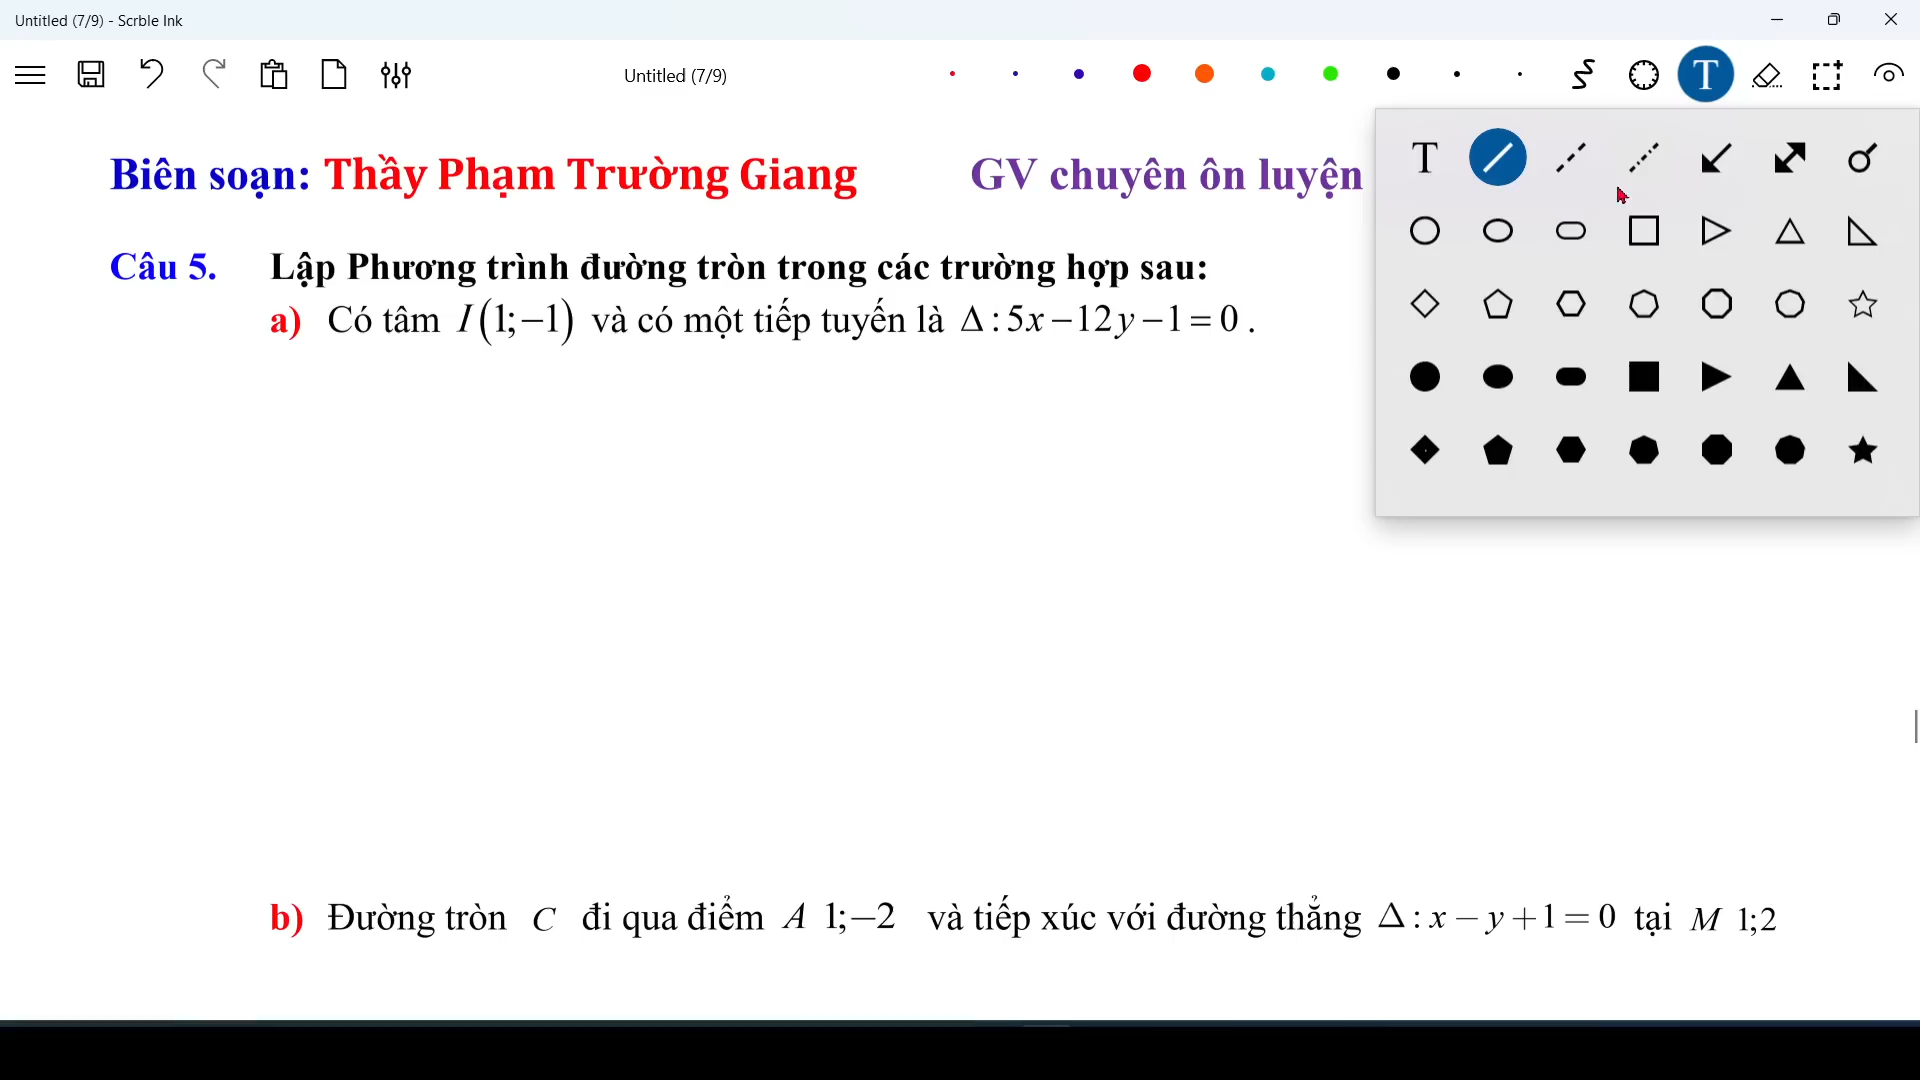 Untitled (7/9) - Scrble Ink
Untitled (7/9)
T
T
Biên soạn: Thầy Phạm Trường Giang GV chuyên ôn luyện
Câu 5. Lập Phương trình đường tròn trong các trường hợp sau:
a) Có tâm I(1;−1) và có một tiếp tuyến là Δ:5x−12y−1=0.
b) Đường tròn C đi qua điểm A 1;−2 và tiếp xúc với đường thẳng Δ:x−y+1=0 tại M 1;2